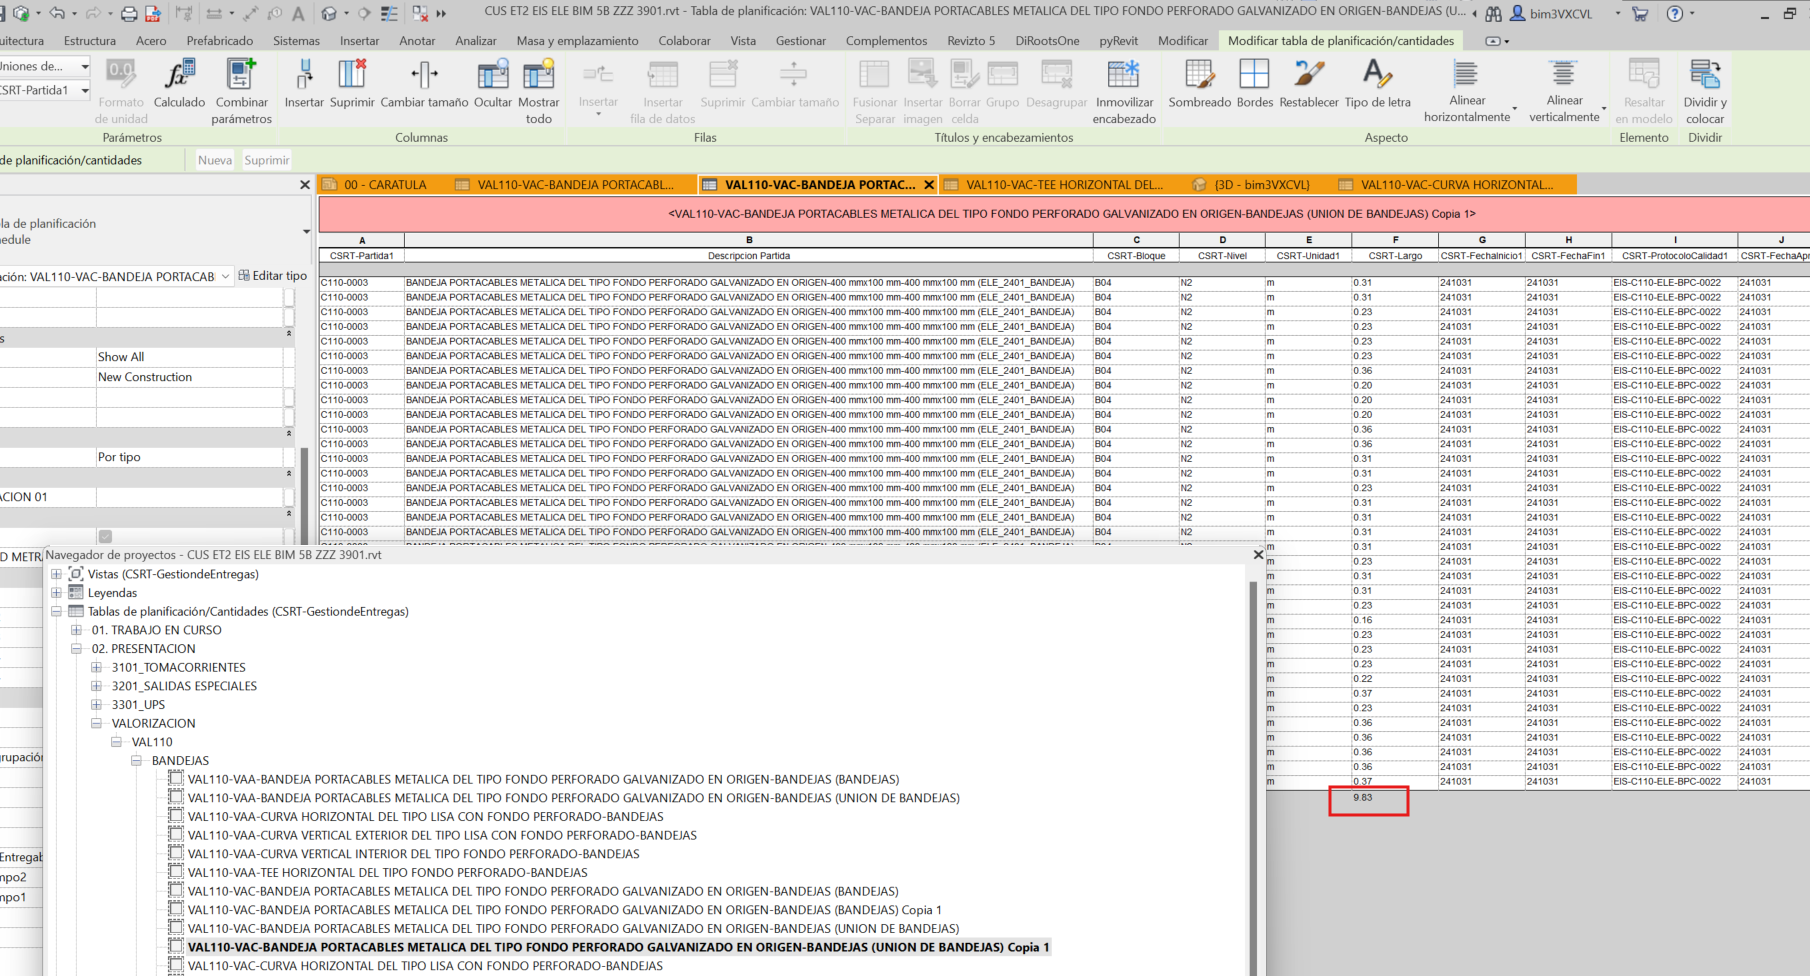 CUS ET2 EIS ELE BIM 5B ZZZ 3901.rvt - Tabla de planificación: VAL110-VAC-BANDEJA PORTACABLES METALICA DEL TIPO FONDO PERFORADO GALVANIZADO EN ORIGEN-BANDEJAS (U... bim3VXCVL
uitectura Estructura Acero Prefabricado Sistemas Insertar Anotar Analizar Masa y emplazamiento Colaborar Vista Gestionar Complementos Revizto 5 DiRootsOne pyRevit Modificar Modificar tabla de planificación/cantidades
Uniones de...
CSRT-Partida1
Formato de unidad Calculado Combinar parámetros Insertar Suprimir Cambiar tamaño Ocultar Mostrar todo Insertar Insertar fila de datos Suprimir Cambiar tamaño Fusionar Separar Insertar imagen Borrar celda Grupo Desagrupar Inmovilizar encabezado Sombreado Bordes Restablecer Tipo de letra Alinear horizontalmente Alinear verticalmente Resaltar en modelo Dividir y colocar
Parámetros Columnas Filas Títulos y encabezamientos Aspecto Elemento Dividir
de planificación/cantidades Nueva Suprimir
00 - CARATULA VAL110-VAC-BANDEJA PORTACABL... VAL110-VAC-BANDEJA PORTAC... VAL110-VAC-TEE HORIZONTAL DEL... {3D - bim3VXCVL} VAL110-VAC-CURVA HORIZONTAL...
<VAL110-VAC-BANDEJA PORTACABLES METALICA DEL TIPO FONDO PERFORADO GALVANIZADO EN ORIGEN-BANDEJAS (UNION DE BANDEJAS) Copia 1>
A B C D E F G H I J
CSRT-Partida1 Descripcion Partida CSRT-Bloque CSRT-Nivel CSRT-Unidad1 CSRT-Largo CSRT-FechaInicio1 CSRT-FechaFin1 CSRT-ProtocoloCalidad1 CSRT-FechaApr
C110-0003 BANDEJA PORTACABLES METALICA DEL TIPO FONDO PERFORADO GALVANIZADO EN ORIGEN-400 mmx100 mm-400 mmx100 mm (ELE_2401_BANDEJA) B04 N2 m 0.31 241031 241031 EIS-C110-ELE-BPC-0022 241031
C110-0003 BANDEJA PORTACABLES METALICA DEL TIPO FONDO PERFORADO GALVANIZADO EN ORIGEN-400 mmx100 mm-400 mmx100 mm (ELE_2401_BANDEJA) B04 N2 m 0.31 241031 241031 EIS-C110-ELE-BPC-0022 241031
C110-0003 BANDEJA PORTACABLES METALICA DEL TIPO FONDO PERFORADO GALVANIZADO EN ORIGEN-400 mmx100 mm-400 mmx100 mm (ELE_2401_BANDEJA) B04 N2 m 0.23 241031 241031 EIS-C110-ELE-BPC-0022 241031
C110-0003 BANDEJA PORTACABLES METALICA DEL TIPO FONDO PERFORADO GALVANIZADO EN ORIGEN-400 mmx100 mm-400 mmx100 mm (ELE_2401_BANDEJA) B04 N2 m 0.23 241031 241031 EIS-C110-ELE-BPC-0022 241031
C110-0003 BANDEJA PORTACABLES METALICA DEL TIPO FONDO PERFORADO GALVANIZADO EN ORIGEN-400 mmx100 mm-400 mmx100 mm (ELE_2401_BANDEJA) B04 N2 m 0.23 241031 241031 EIS-C110-ELE-BPC-0022 241031
C110-0003 BANDEJA PORTACABLES METALICA DEL TIPO FONDO PERFORADO GALVANIZADO EN ORIGEN-400 mmx100 mm-400 mmx100 mm (ELE_2401_BANDEJA) B04 N2 m 0.23 241031 241031 EIS-C110-ELE-BPC-0022 241031
C110-0003 BANDEJA PORTACABLES METALICA DEL TIPO FONDO PERFORADO GALVANIZADO EN ORIGEN-400 mmx100 mm-400 mmx100 mm (ELE_2401_BANDEJA) B04 N2 m 0.36 241031 241031 EIS-C110-ELE-BPC-0022 241031
C110-0003 BANDEJA PORTACABLES METALICA DEL TIPO FONDO PERFORADO GALVANIZADO EN ORIGEN-400 mmx100 mm-400 mmx100 mm (ELE_2401_BANDEJA) B04 N2 m 0.20 241031 241031 EIS-C110-ELE-BPC-0022 241031
C110-0003 BANDEJA PORTACABLES METALICA DEL TIPO FONDO PERFORADO GALVANIZADO EN ORIGEN-400 mmx100 mm-400 mmx100 mm (ELE_2401_BANDEJA) B04 N2 m 0.20 241031 241031 EIS-C110-ELE-BPC-0022 241031
C110-0003 BANDEJA PORTACABLES METALICA DEL TIPO FONDO PERFORADO GALVANIZADO EN ORIGEN-400 mmx100 mm-400 mmx100 mm (ELE_2401_BANDEJA) B04 N2 m 0.20 241031 241031 EIS-C110-ELE-BPC-0022 241031
C110-0003 BANDEJA PORTACABLES METALICA DEL TIPO FONDO PERFORADO GALVANIZADO EN ORIGEN-400 mmx100 mm-400 mmx100 mm (ELE_2401_BANDEJA) B04 N2 m 0.36 241031 241031 EIS-C110-ELE-BPC-0022 241031
C110-0003 BANDEJA PORTACABLES METALICA DEL TIPO FONDO PERFORADO GALVANIZADO EN ORIGEN-400 mmx100 mm-400 mmx100 mm (ELE_2401_BANDEJA) B04 N2 m 0.36 241031 241031 EIS-C110-ELE-BPC-0022 241031
C110-0003 BANDEJA PORTACABLES METALICA DEL TIPO FONDO PERFORADO GALVANIZADO EN ORIGEN-400 mmx100 mm-400 mmx100 mm (ELE_2401_BANDEJA) B04 N2 m 0.31 241031 241031 EIS-C110-ELE-BPC-0022 241031
C110-0003 BANDEJA PORTACABLES METALICA DEL TIPO FONDO PERFORADO GALVANIZADO EN ORIGEN-400 mmx100 mm-400 mmx100 mm (ELE_2401_BANDEJA) B04 N2 m 0.31 241031 241031 EIS-C110-ELE-BPC-0022 241031
C110-0003 BANDEJA PORTACABLES METALICA DEL TIPO FONDO PERFORADO GALVANIZADO EN ORIGEN-400 mmx100 mm-400 mmx100 mm (ELE_2401_BANDEJA) B04 N2 m 0.23 241031 241031 EIS-C110-ELE-BPC-0022 241031
C110-0003 BANDEJA PORTACABLES METALICA DEL TIPO FONDO PERFORADO GALVANIZADO EN ORIGEN-400 mmx100 mm-400 mmx100 mm (ELE_2401_BANDEJA) B04 N2 m 0.31 241031 241031 EIS-C110-ELE-BPC-0022 241031
C110-0003 BANDEJA PORTACABLES METALICA DEL TIPO FONDO PERFORADO GALVANIZADO EN ORIGEN-400 mmx100 mm-400 mmx100 mm (ELE_2401_BANDEJA) B04 N2 m 0.31 241031 241031 EIS-C110-ELE-BPC-0022 241031
C110-0003 BANDEJA PORTACABLES METALICA DEL TIPO FONDO PERFORADO GALVANIZADO EN ORIGEN-400 mmx100 mm-400 mmx100 mm (ELE_2401_BANDEJA) B04 N2 m 0.31 241031 241031 EIS-C110-ELE-BPC-0022 241031
m 0.31 241031 241031 EIS-C110-ELE-BPC-0022 241031
m 0.23 241031 241031 EIS-C110-ELE-BPC-0022 241031
m 0.31 241031 241031 EIS-C110-ELE-BPC-0022 241031
m 0.31 241031 241031 EIS-C110-ELE-BPC-0022 241031
m 0.23 241031 241031 EIS-C110-ELE-BPC-0022 241031
m 0.16 241031 241031 EIS-C110-ELE-BPC-0022 241031
m 0.23 241031 241031 EIS-C110-ELE-BPC-0022 241031
m 0.23 241031 241031 EIS-C110-ELE-BPC-0022 241031
m 0.23 241031 241031 EIS-C110-ELE-BPC-0022 241031
m 0.22 241031 241031 EIS-C110-ELE-BPC-0022 241031
m 0.37 241031 241031 EIS-C110-ELE-BPC-0022 241031
m 0.23 241031 241031 EIS-C110-ELE-BPC-0022 241031
m 0.36 241031 241031 EIS-C110-ELE-BPC-0022 241031
m 0.36 241031 241031 EIS-C110-ELE-BPC-0022 241031
m 0.36 241031 241031 EIS-C110-ELE-BPC-0022 241031
m 0.36 241031 241031 EIS-C110-ELE-BPC-0022 241031
m 0.37 241031 241031 EIS-C110-ELE-BPC-0022 241031
9.83
la de planificación
hedule
ación: VAL110-VAC-BANDEJA PORTACAB Editar tipo
s
Show All
New Construction
Por tipo
ACION 01
D METR
rupación
Entregab
mpo2
mpo1
Navegador de proyectos - CUS ET2 EIS ELE BIM 5B ZZZ 3901.rvt
Vistas (CSRT-GestiondeEntregas)
Leyendas
Tablas de planificación/Cantidades (CSRT-GestiondeEntregas)
01. TRABAJO EN CURSO
02. PRESENTACION
3101_TOMACORRIENTES
3201_SALIDAS ESPECIALES
3301_UPS
VALORIZACION
VAL110
BANDEJAS
VAL110-VAA-BANDEJA PORTACABLES METALICA DEL TIPO FONDO PERFORADO GALVANIZADO EN ORIGEN-BANDEJAS (BANDEJAS)
VAL110-VAA-BANDEJA PORTACABLES METALICA DEL TIPO FONDO PERFORADO GALVANIZADO EN ORIGEN-BANDEJAS (UNION DE BANDEJAS)
VAL110-VAA-CURVA HORIZONTAL DEL TIPO LISA CON FONDO PERFORADO-BANDEJAS
VAL110-VAA-CURVA VERTICAL EXTERIOR DEL TIPO LISA CON FONDO PERFORADO-BANDEJAS
VAL110-VAA-CURVA VERTICAL INTERIOR DEL TIPO FONDO PERFORADO-BANDEJAS
VAL110-VAA-TEE HORIZONTAL DEL TIPO FONDO PERFORADO-BANDEJAS
VAL110-VAC-BANDEJA PORTACABLES METALICA DEL TIPO FONDO PERFORADO GALVANIZADO EN ORIGEN-BANDEJAS (BANDEJAS)
VAL110-VAC-BANDEJA PORTACABLES METALICA DEL TIPO FONDO PERFORADO GALVANIZADO EN ORIGEN-BANDEJAS (BANDEJAS) Copia 1
VAL110-VAC-BANDEJA PORTACABLES METALICA DEL TIPO FONDO PERFORADO GALVANIZADO EN ORIGEN-BANDEJAS (UNION DE BANDEJAS)
VAL110-VAC-BANDEJA PORTACABLES METALICA DEL TIPO FONDO PERFORADO GALVANIZADO EN ORIGEN-BANDEJAS (UNION DE BANDEJAS) Copia 1
VAL110-VAC-CURVA HORIZONTAL DEL TIPO LISA CON FONDO PERFORADO-BANDEJAS